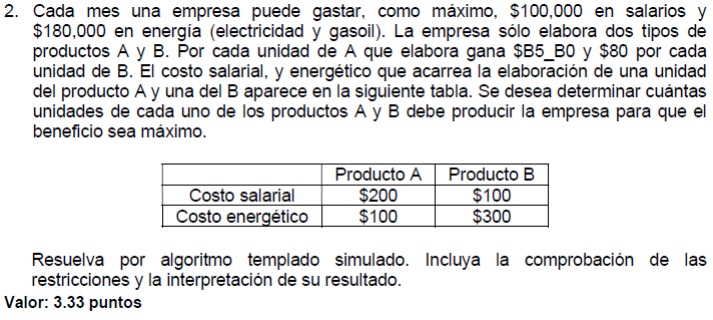 2. Cada mes una empresa puede gastar, como máximo, $100,000 en salarios y
$180,000 en energía (electricidad y gasoil). La empresa sólo elabora dos tipos de
productos A y B. Por cada unidad de A que elabora gana $B5_B0 y $80 por cada
unidad de B. El costo salarial, y energético que acarrea la elaboración de una unidad
del producto A y una del B aparece en la siguiente tabla. Se desea determinar cuántas
unidades de cada uno de los productos A y B debe producir la empresa para que el
beneficio sea máximo.
Producto A Producto B
Costo salarial $200 $100
Costo energético $100 $300
Resuelva por algoritmo templado simulado. Incluya la comprobación de las
restricciones y la interpretación de su resultado.
Valor: 3.33 puntos